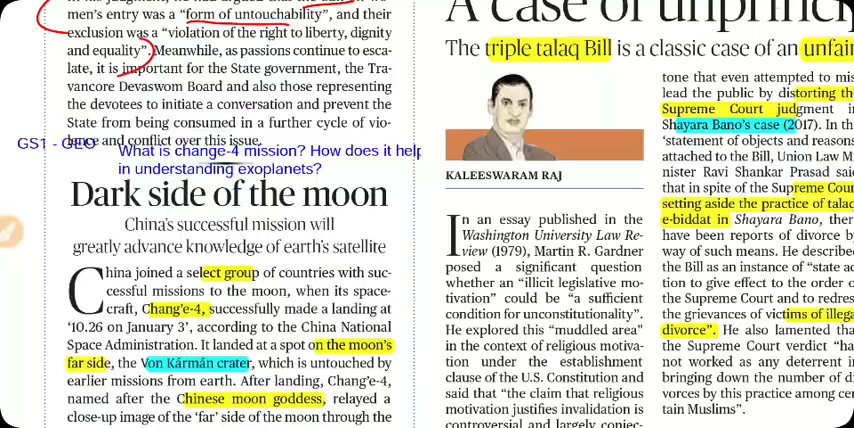 men's entry was a “form of untouchability”, and their
exclusion was a “violation of the right to liberty, dignity
and equality”. Meanwhile, as passions continue to esca-
late, it is important for the State government, the Tra-
vancore Devaswom Board and also those representing
the devotees to initiate a conversation and prevent the
State from being consumed in a further cycle of vio-
lence and conflict over this issue.
GS1 - GEO
What is change-4 mission? How does it help
in understanding exoplanets?
Dark side of the moon
China's successful mission will
greatly advance knowledge of earth's satellite
China joined a select group of countries with suc-
cessful missions to the moon, when its space-
craft, Chang'e-4, successfully made a landing at
‘10.26 on January 3’, according to the China National
Space Administration. It landed at a spot on the moon's
far side, the Von Kármán crater, which is untouched by
earlier missions from earth. After landing, Chang'e-4,
named after the Chinese moon goddess, relayed a
close-up image of the ‘far’ side of the moon through the
A case of unprincip
The triple talaq Bill is a classic case of an unfair
KALEESWARAM RAJ
In an essay published in the
Washington University Law Re-
view (1979), Martin R. Gardner
posed a significant question
whether an “illicit legislative mo-
tivation” could be “a sufficient
condition for unconstitutionality”.
He explored this “muddled area”
in the context of religious motiva-
tion under the establishment
clause of the U.S. Constitution and
said that “the claim that religious
motivation justifies invalidation is
controversial and largely conjec-
tone that even attempted to mis
lead the public by distorting the
Supreme Court judgment in
Shayara Bano's case (2017). In th
‘statement of objects and reasons
attached to the Bill, Union Law M
nister Ravi Shankar Prasad said
that in spite of the Supreme Cour
setting aside the practice of talaq
e-biddat in Shayara Bano, ther
have been reports of divorce b
way of such means. He described
the Bill as an instance of “state ac
tion to give effect to the order o
the Supreme Court and to redres
the grievances of victims of illega
divorce”. He also lamented tha
the Supreme Court verdict “ha
not worked as any deterrent i
bringing down the number of di
vorces by this practice among cer
tain Muslims”.